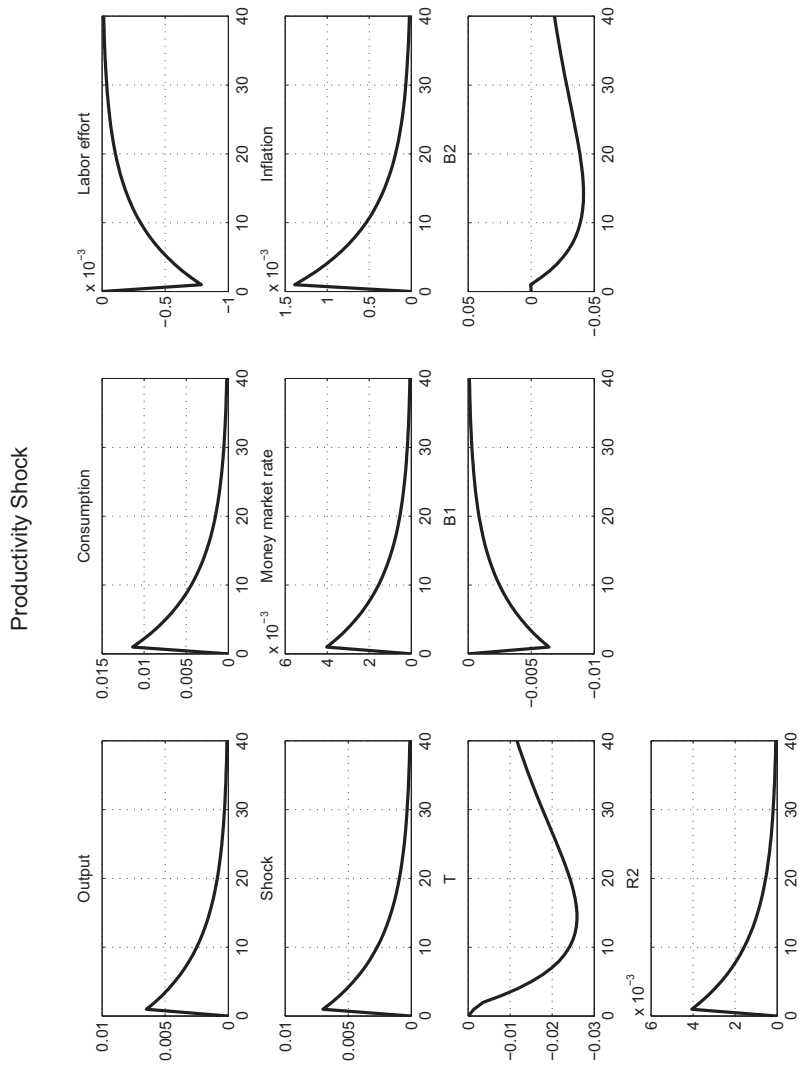 Productivity Shock
Output
0.01
0.005
0
0 10 20 30 40
Consumption
0.015
0.01
0.005
0
0 10 20 30 40
Labor effort
x 10⁻³
0
−0.5
−1
0 10 20 30 40
Shock
0.01
0.005
0
0 10 20 30 40
Money market rate
x 10⁻³
6
4
2
0
0 10 20 30 40
Inflation
x 10⁻³
1.5
1
0.5
0
0 10 20 30 40
T
0
−0.01
−0.02
−0.03
0 10 20 30 40
B1
0
−0.005
−0.01
0 10 20 30 40
B2
0.05
0
−0.05
0 10 20 30 40
R2
x 10⁻³
6
4
2
0
0 10 20 30 40